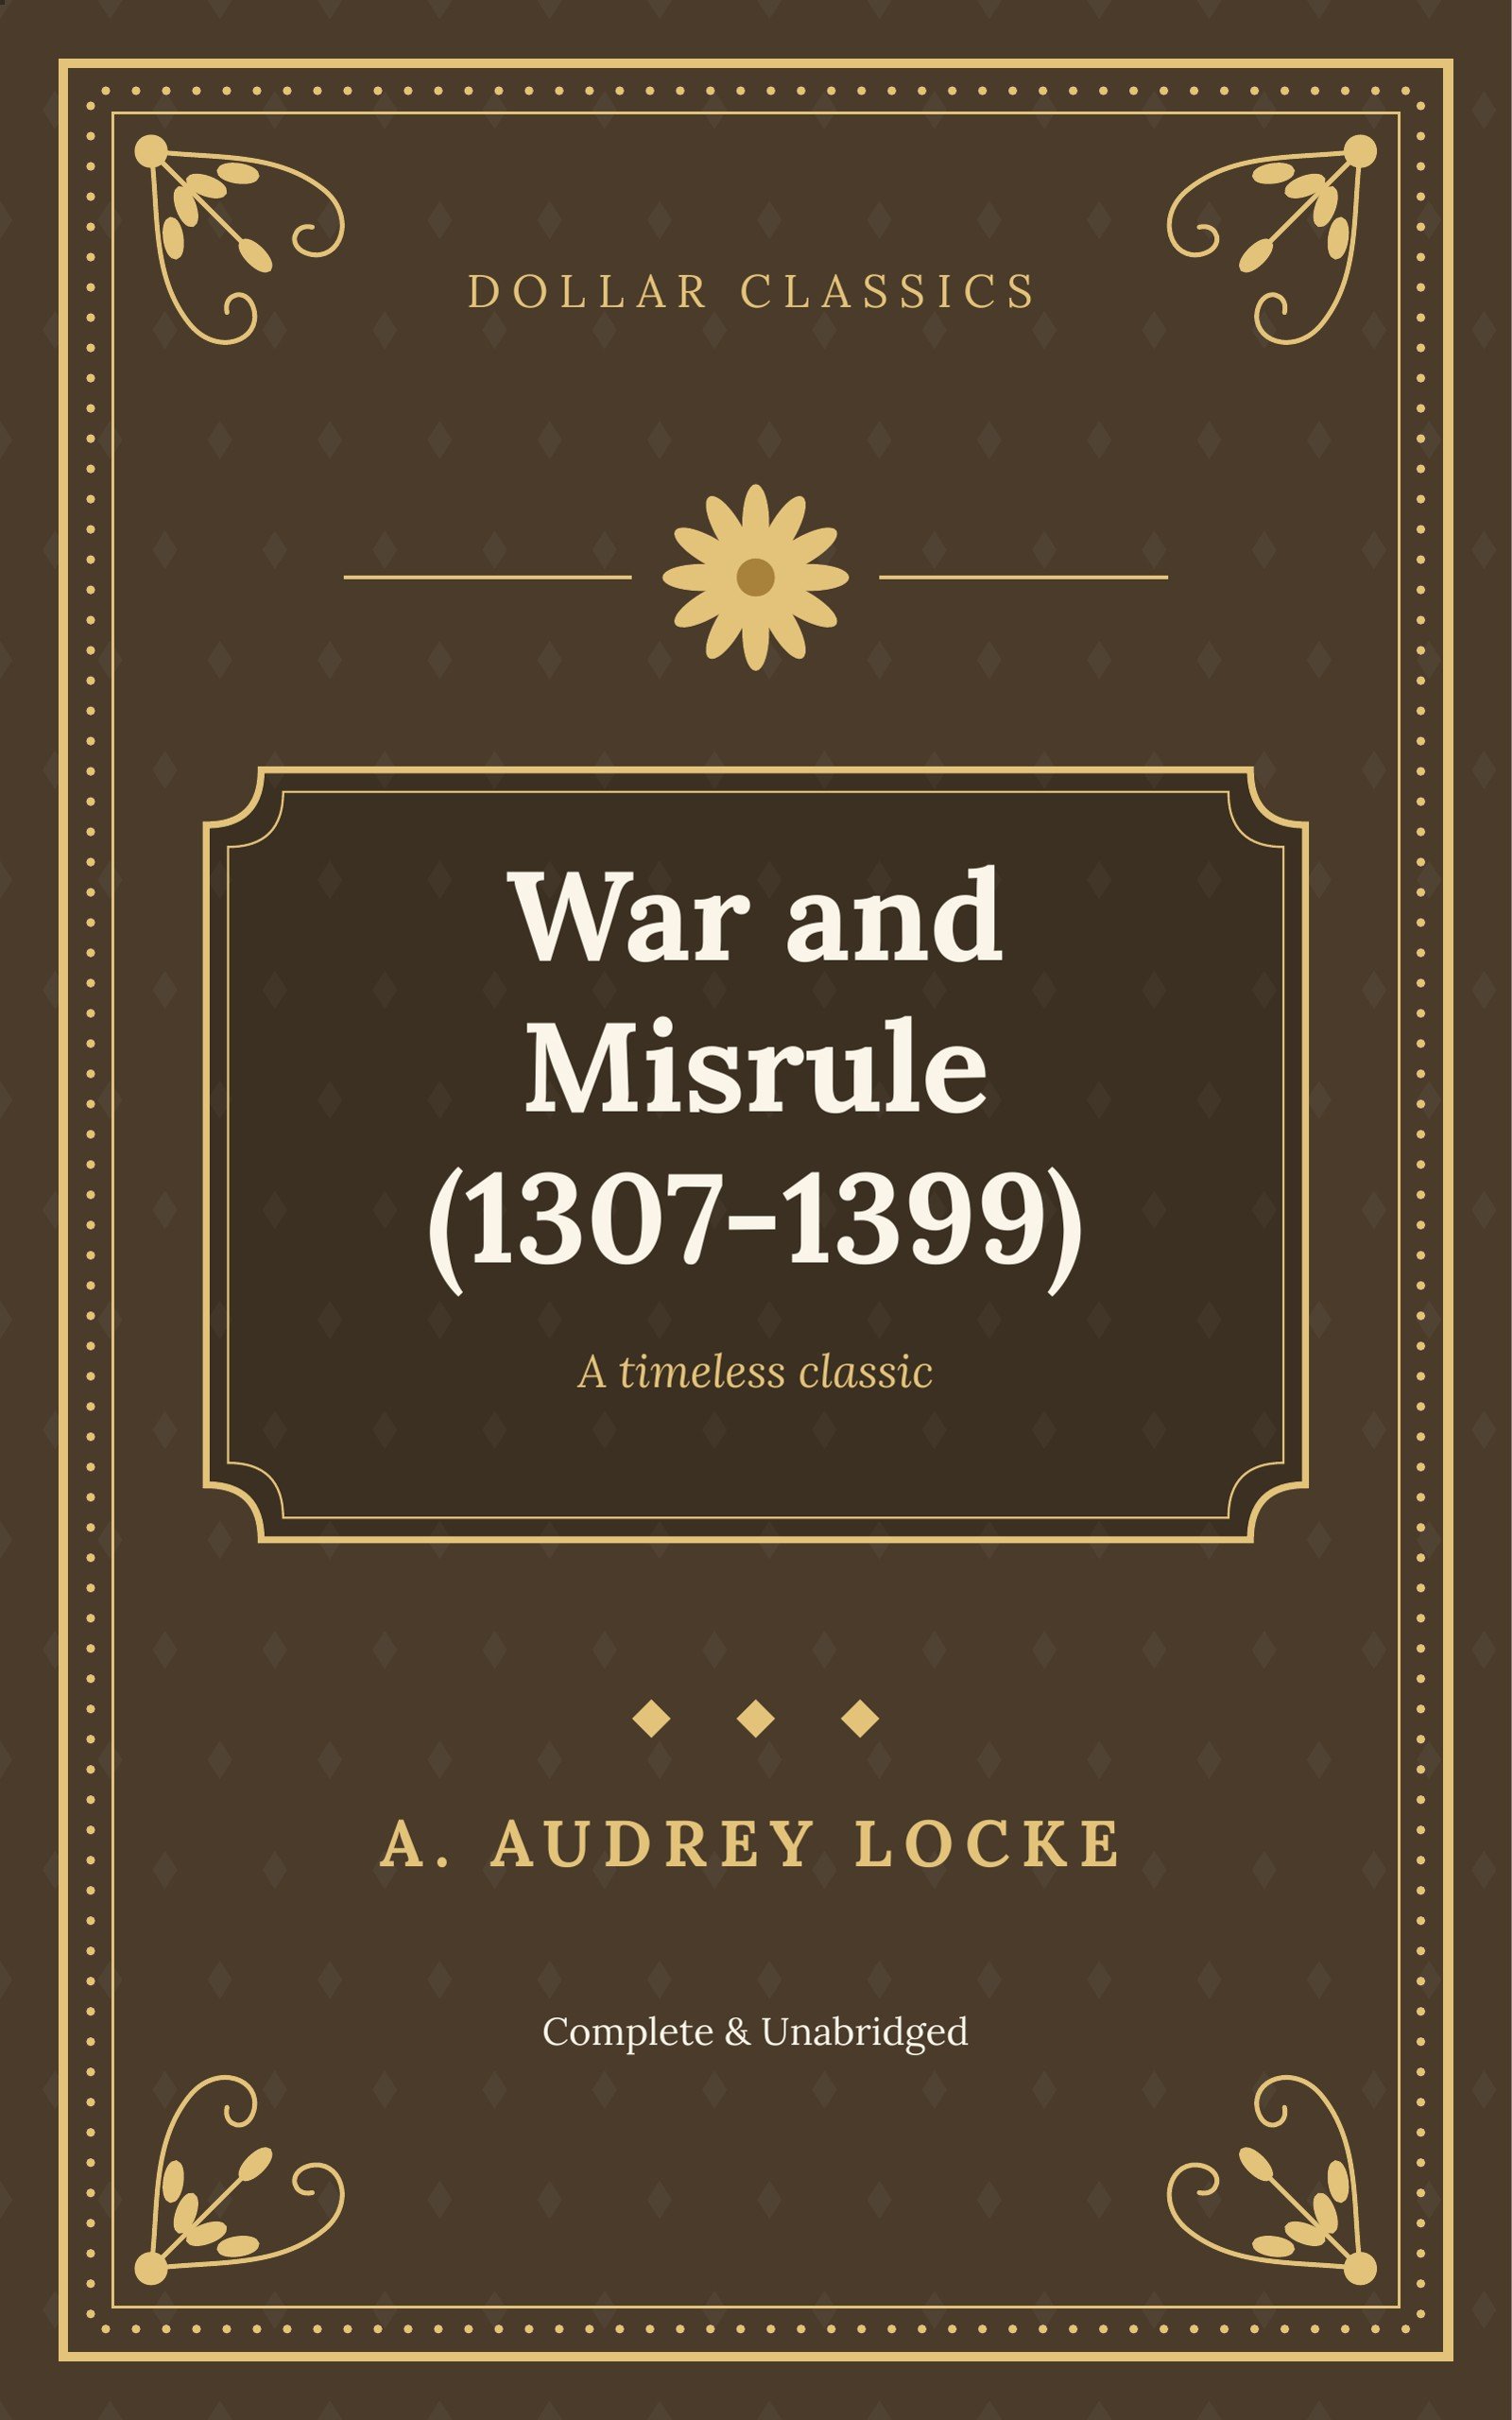 DOLLAR CLASSICS
War and
Misrule
(1307–1399)
A timeless classic
A. AUDREY LOCKE
Complete & Unabridged